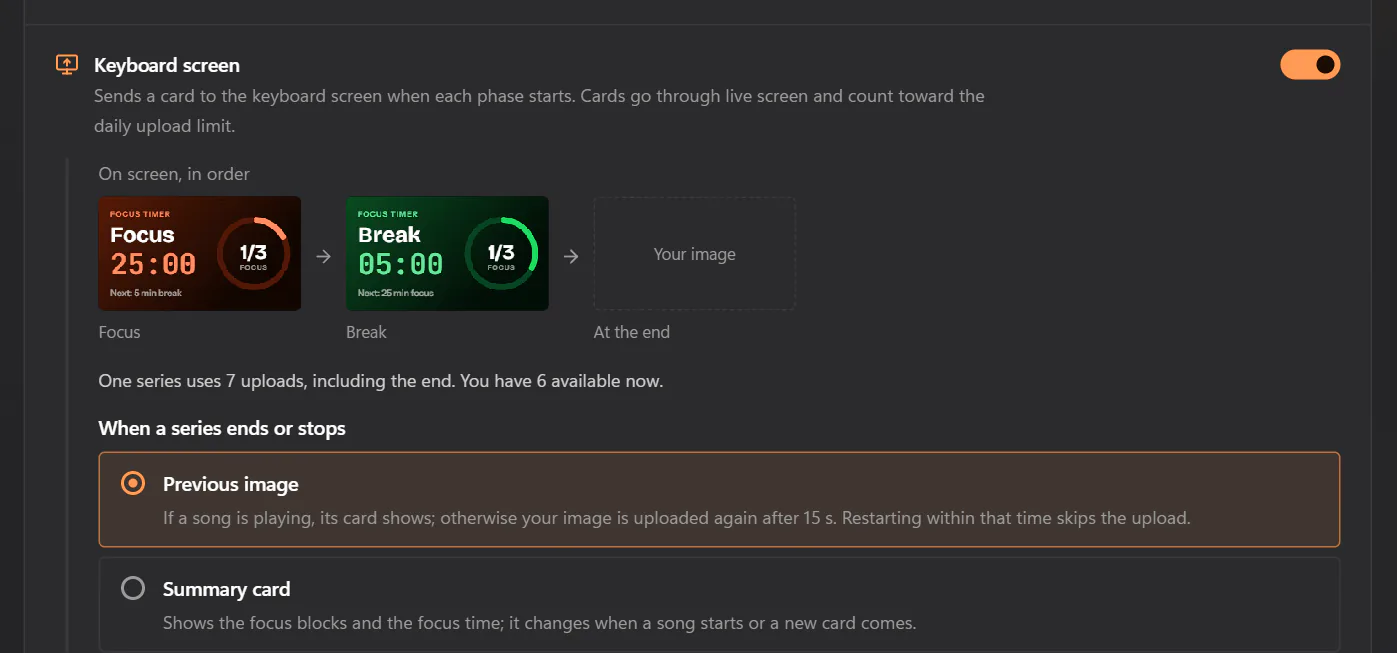 Keyboard screen
Sends a card to the keyboard screen when each phase starts. Cards go through live screen and count toward the
daily upload limit.
On screen, in order
FOCUS TIMER
Focus
25:00
Next: 5 min break
1/3
FOCUS
FOCUS TIMER
Break
05:00
Next: 25 min focus
1/3
FOCUS
Your image
Focus
Break
At the end
One series uses 7 uploads, including the end. You have 6 available now.
When a series ends or stops
Previous image
If a song is playing, its card shows; otherwise your image is uploaded again after 15 s. Restarting within that time skips the upload.
Summary card
Shows the focus blocks and the focus time; it changes when a song starts or a new card comes.